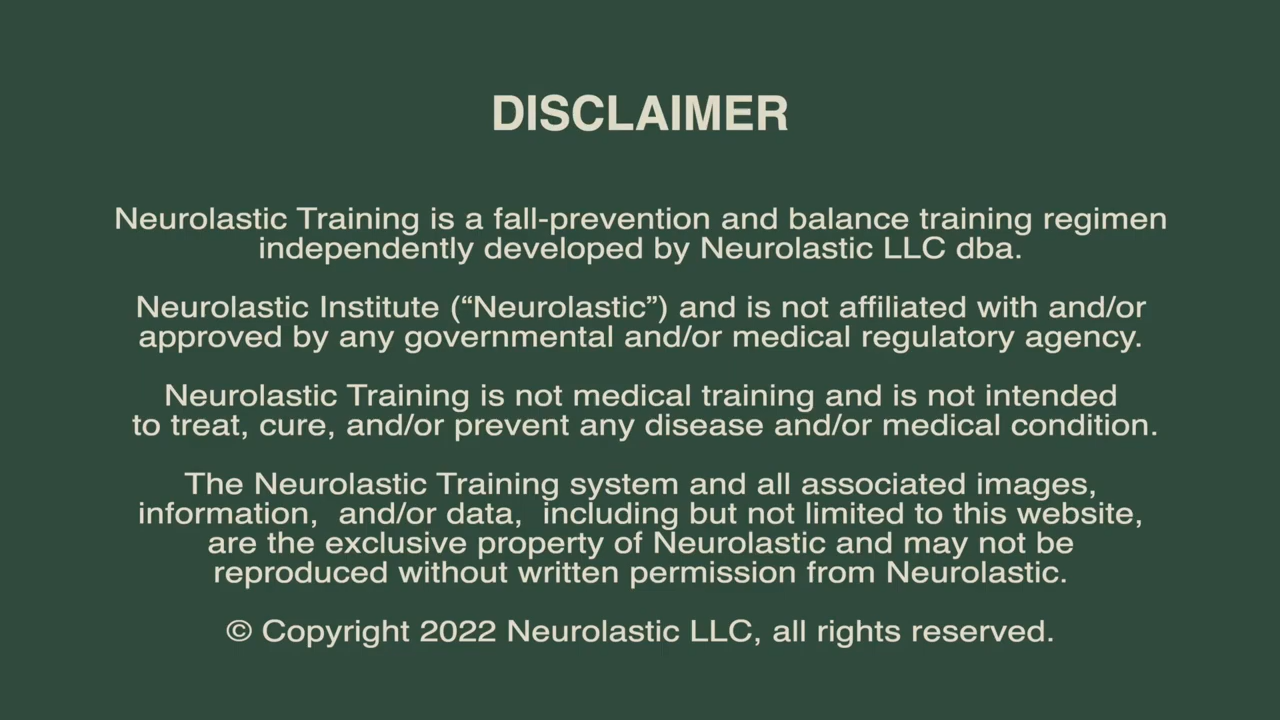 DISCLAIMER
Neurolastic Training is a fall-prevention and balance training regimen
independently developed by Neurolastic LLC dba.
Neurolastic Institute (“Neurolastic”) and is not affiliated with and/or
approved by any governmental and/or medical regulatory agency.
Neurolastic Training is not medical training and is not intended
to treat, cure, and/or prevent any disease and/or medical condition.
The Neurolastic Training system and all associated images,
information,  and/or data,  including but not limited to this website,
are the exclusive property of Neurolastic and may not be
reproduced without written permission from Neurolastic.
© Copyright 2022 Neurolastic LLC, all rights reserved.